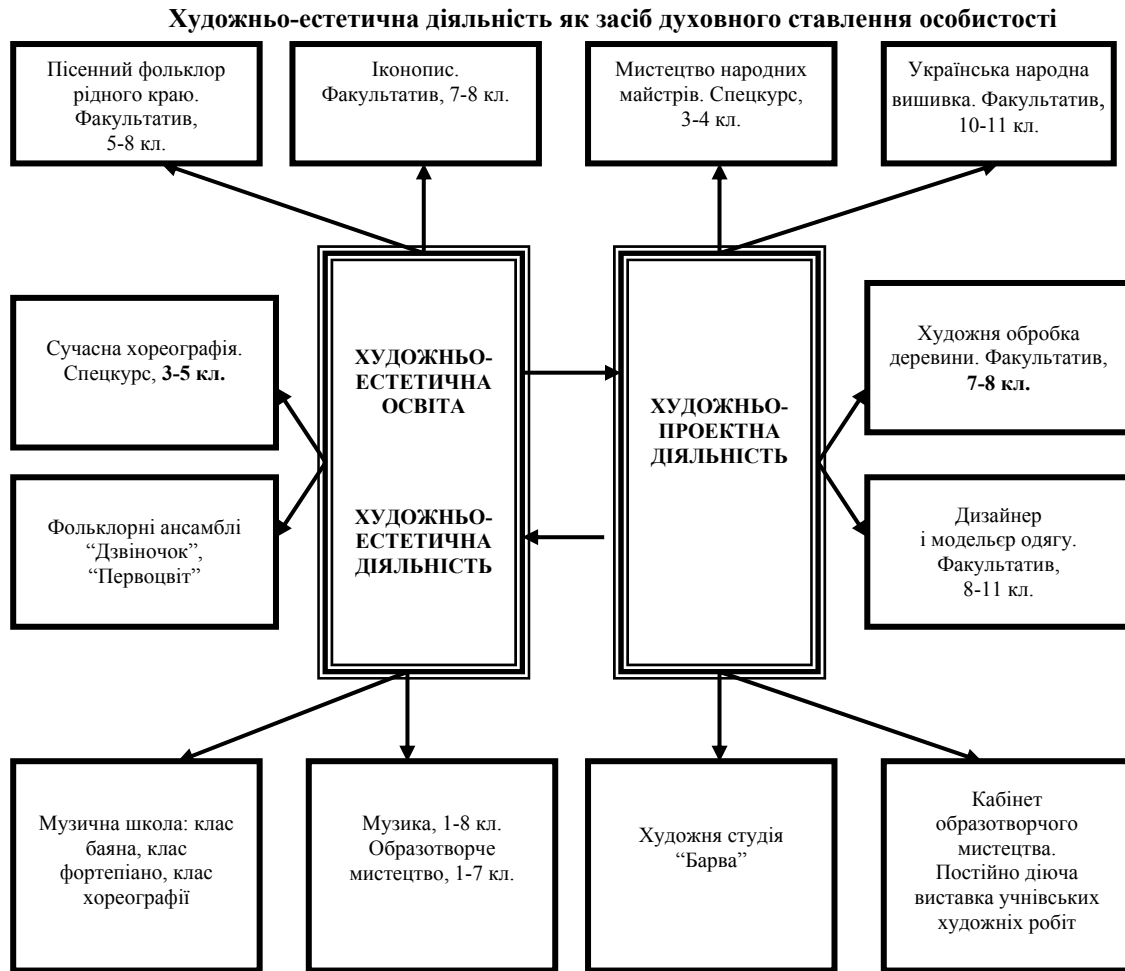 Художньо-естетична діяльність як засіб духовного ставлення особистості
Пісенний фольклор
рідного краю.
Факультатив,
5-8 кл.
Іконопис.
Факультатив, 7-8 кл.
Мистецтво народних
майстрів. Спецкурс,
3-4 кл.
Українська народна
вишивка. Факультатив,
10-11 кл.
Сучасна хореографія.
Спецкурс, 3-5 кл.
Фольклорні ансамблі
“Дзвіночок”,
“Первоцвіт”
ХУДОЖНЬО-
ЕСТЕТИЧНА
ОСВІТА
ХУДОЖНЬО-
ЕСТЕТИЧНА
ДІЯЛЬНІСТЬ
ХУДОЖНЬО-
ПРОЕКТНА
ДІЯЛЬНІСТЬ
Художня обробка
деревини. Факультатив,
7-8 кл.
Дизайнер
і модельєр одягу.
Факультатив,
8-11 кл.
Музична школа: клас
баяна, клас
фортепіано, клас
хореографії
Музика, 1-8 кл.
Образотворче
мистецтво, 1-7 кл.
Художня студія
“Барва”
Кабінет
образотворчого
мистецтва.
Постійно діюча
виставка учнівських
художніх робіт